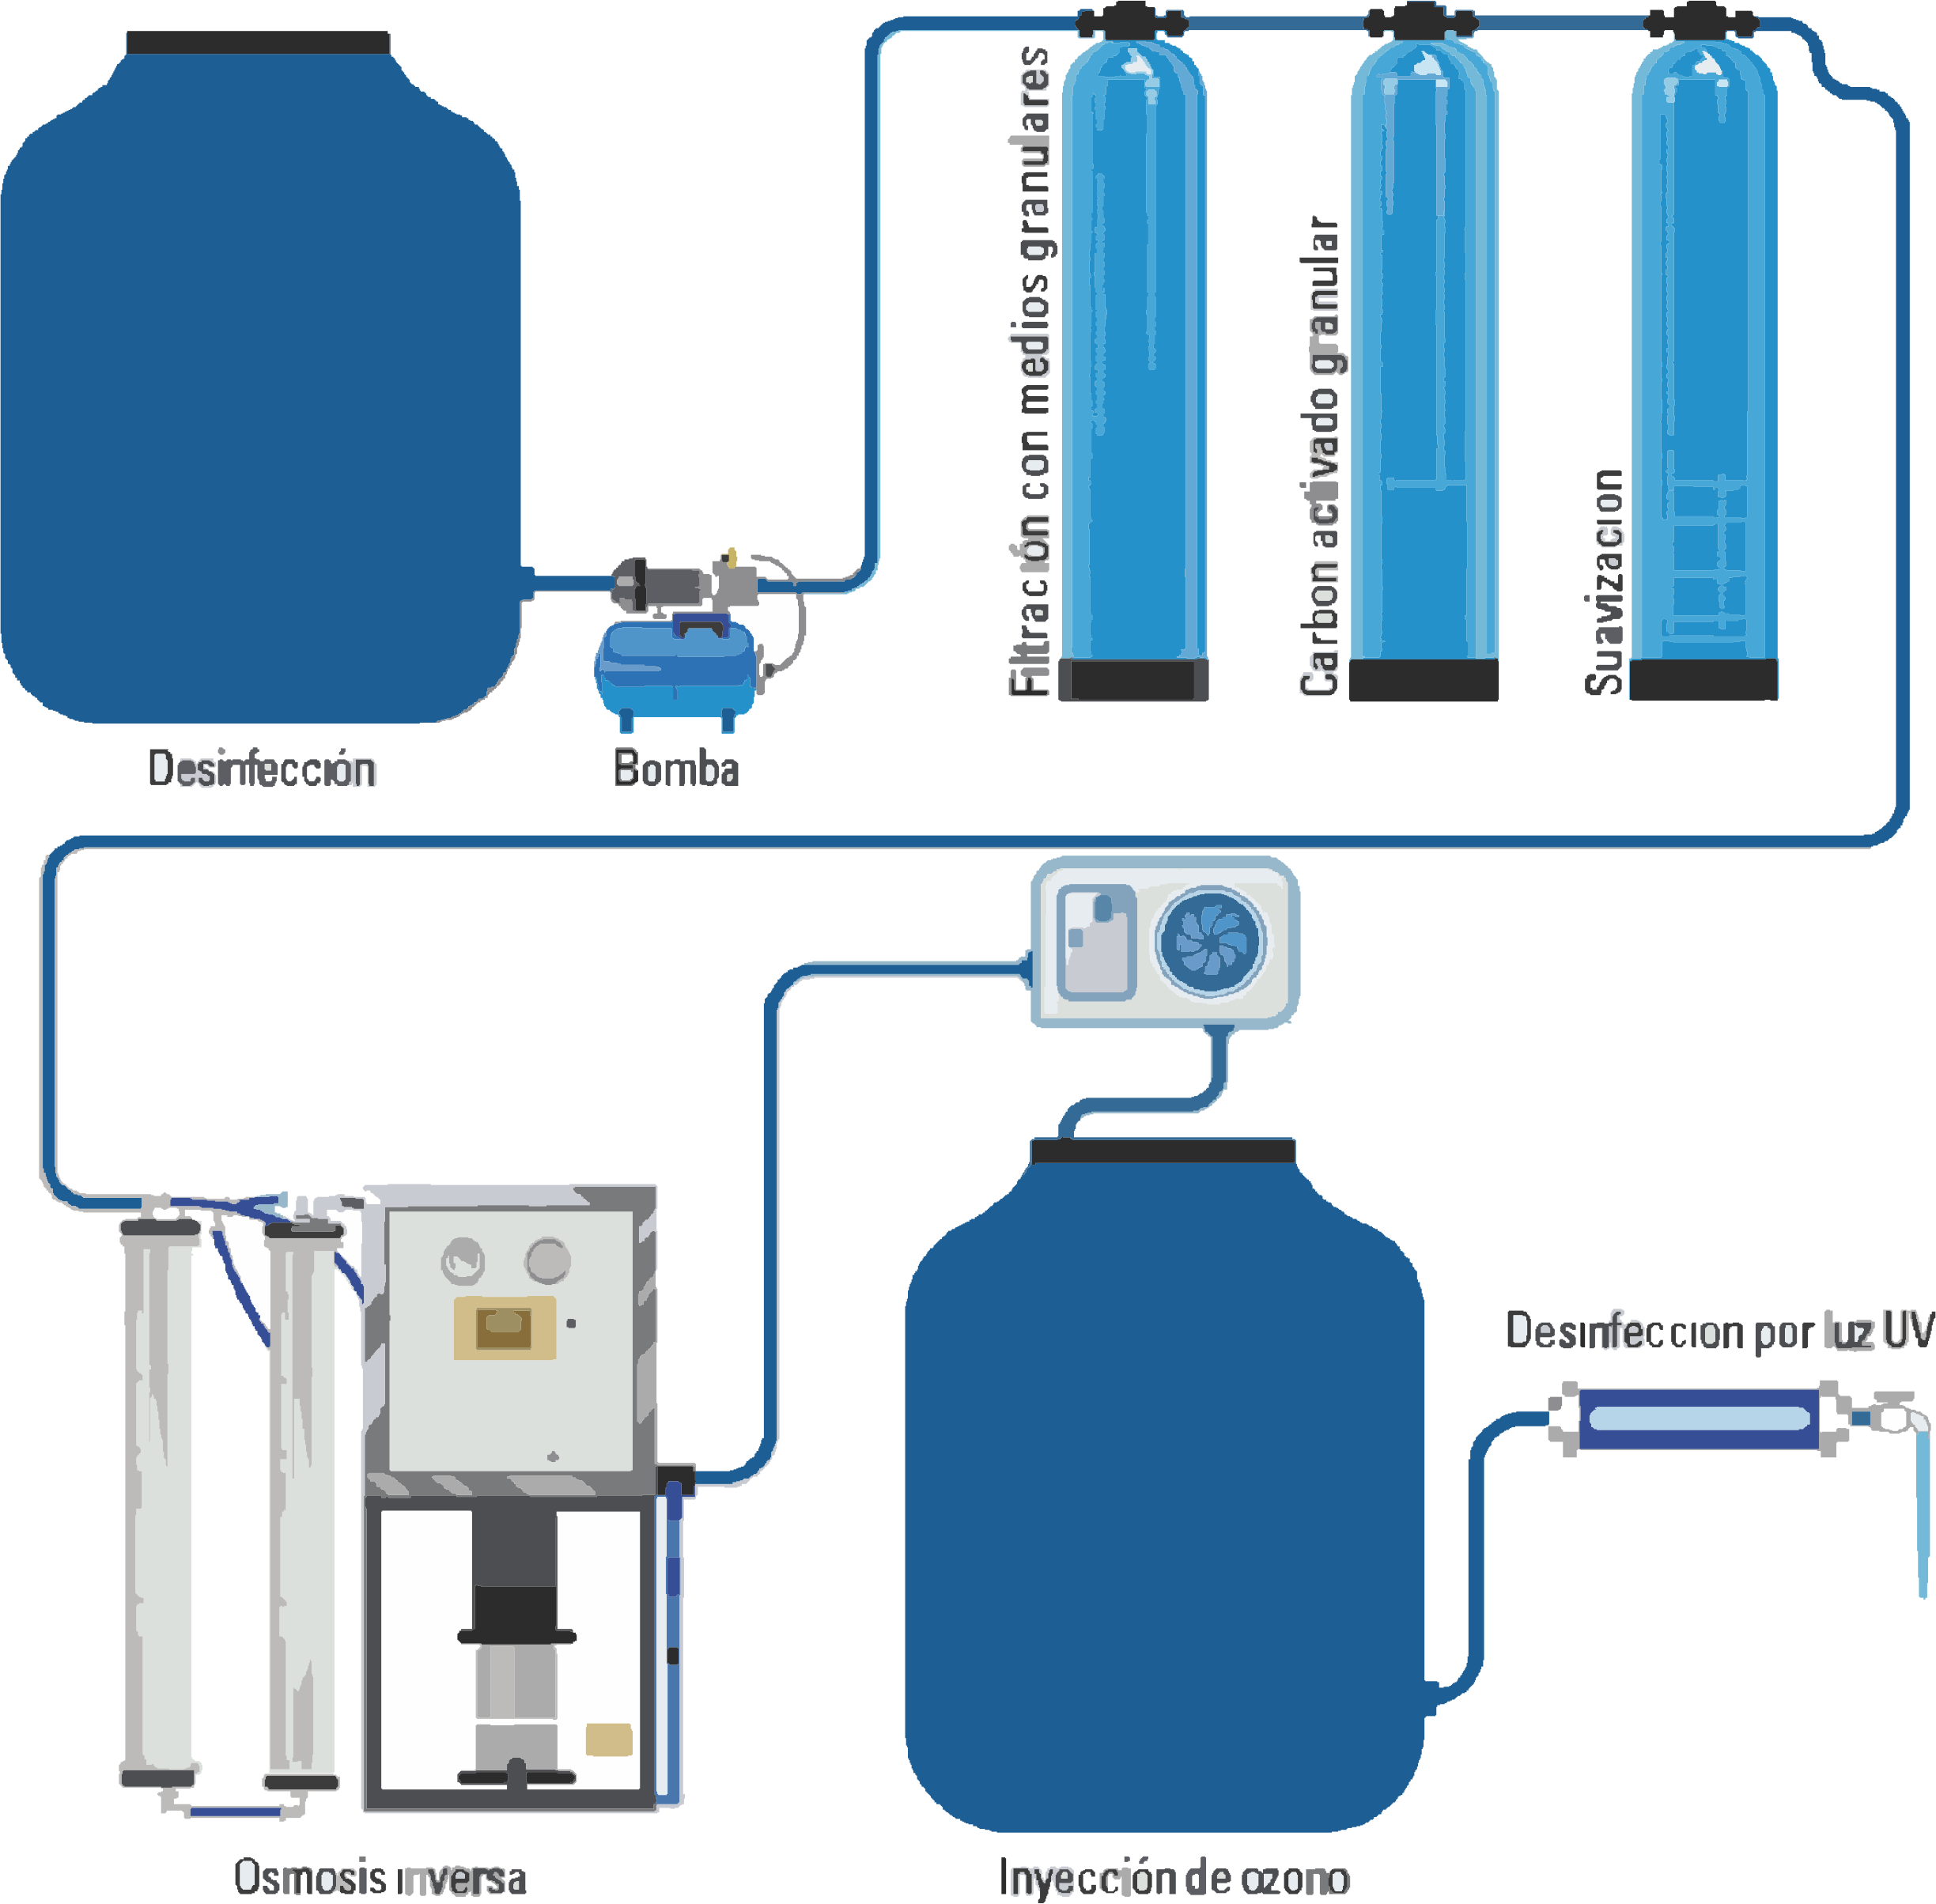 Filtración con medios granulares
Carbon activado granular
Suavizacion
Desinfección
Bomba
Desinfeccion por luz UV
Osmosis inversa
Inyección de ozono